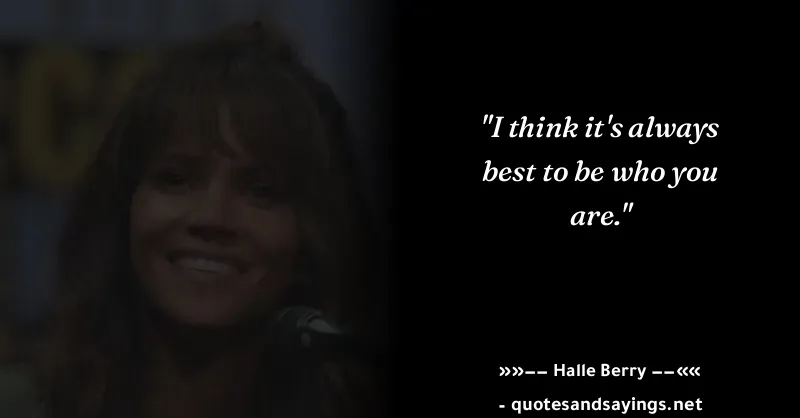 "I think it's always
best to be who you
are."
»»–– Halle Berry ––««
- quotesandsayings.net